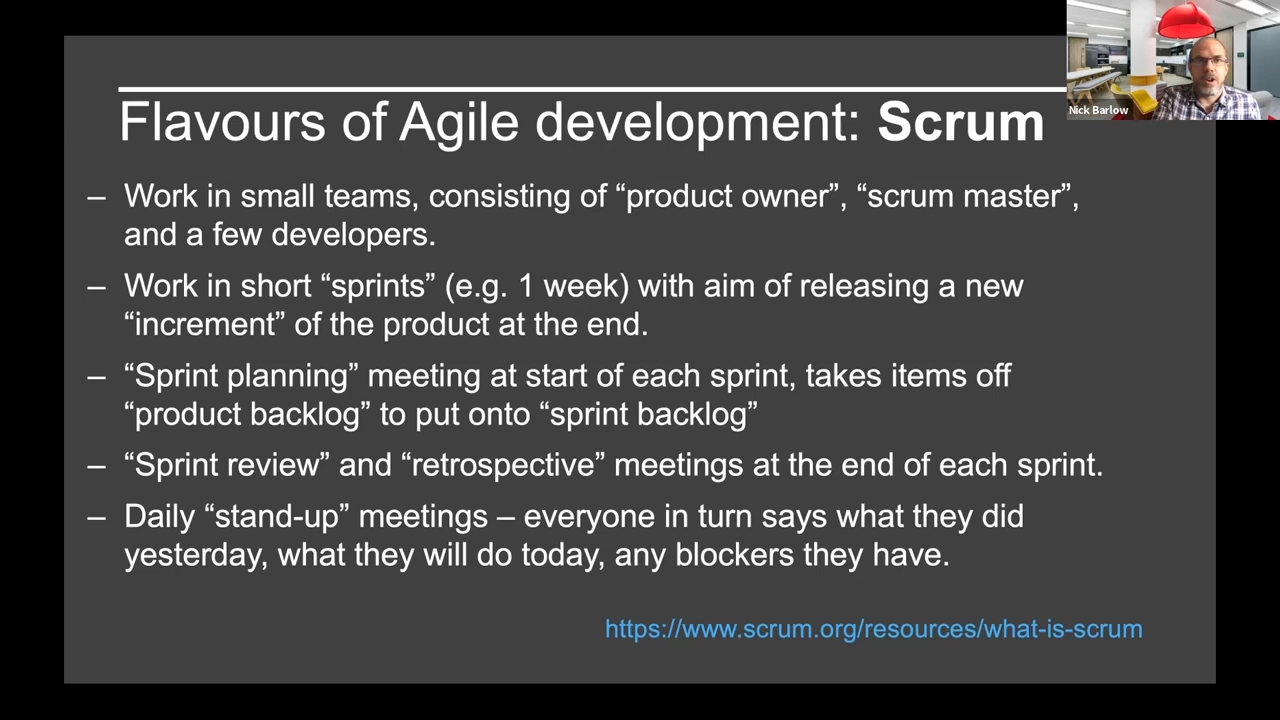 Flavours of Agile development: Scrum
– Work in small teams, consisting of “product owner”, “scrum master”,
and a few developers.
– Work in short “sprints” (e.g. 1 week) with aim of releasing a new
“increment” of the product at the end.
– “Sprint planning” meeting at start of each sprint, takes items off
“product backlog” to put onto “sprint backlog”
– “Sprint review” and “retrospective” meetings at the end of each sprint.
– Daily “stand-up” meetings – everyone in turn says what they did
yesterday, what they will do today, any blockers they have.
https://www.scrum.org/resources/what-is-scrum
Nick Barlow